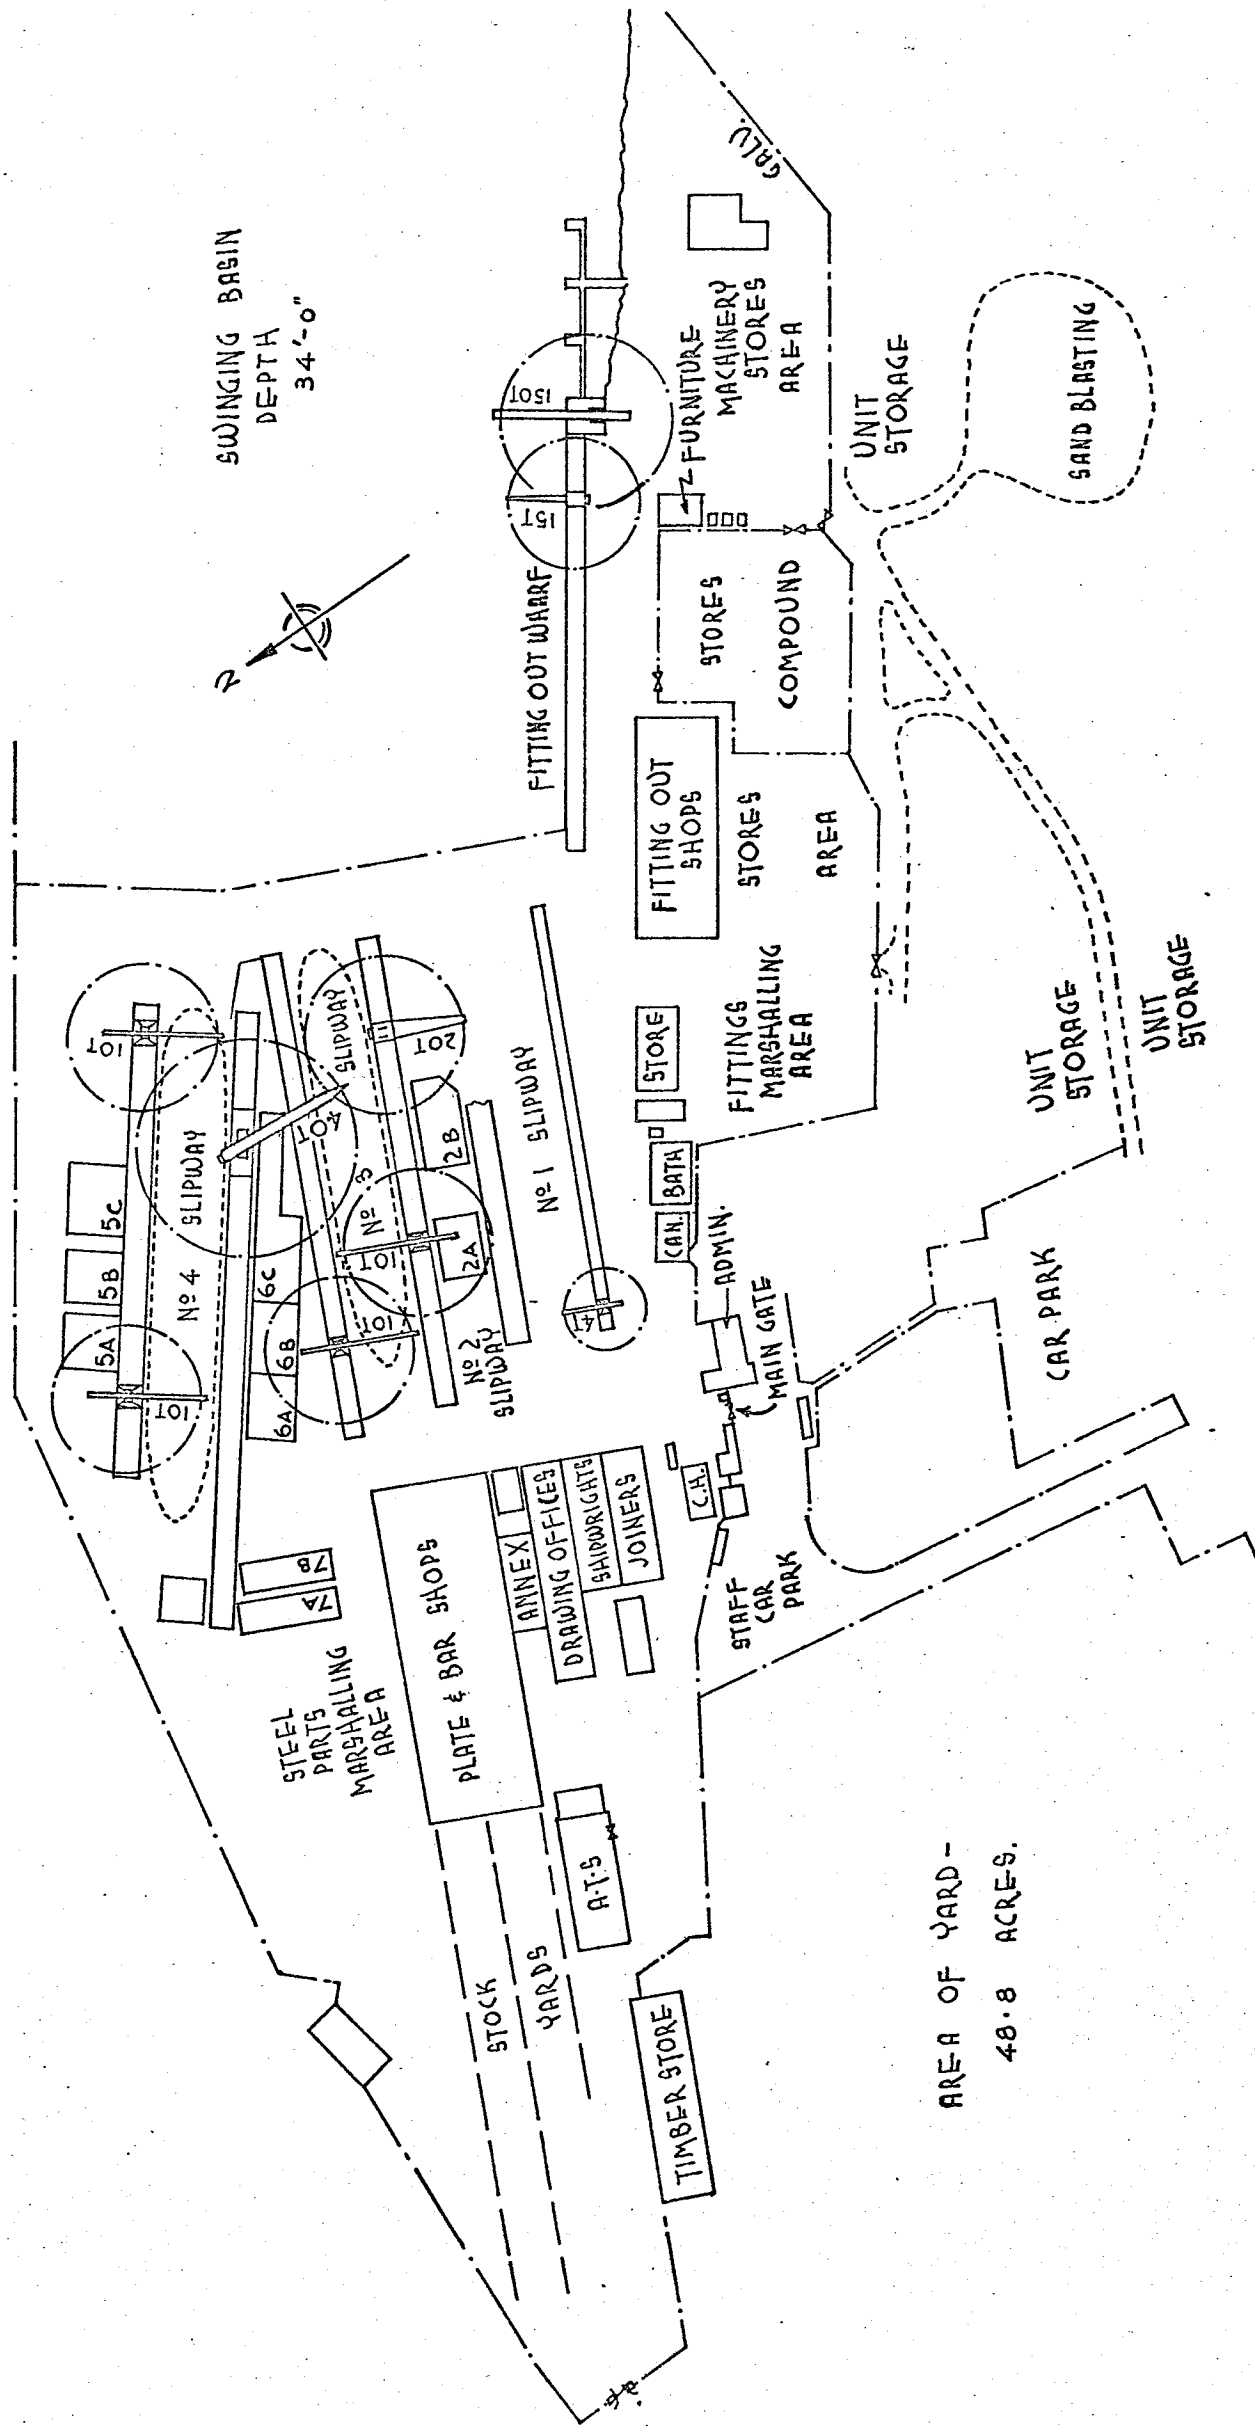 SWINGING BASIN
DEPTH
34'-0"
N
GALV.
150T
15T
FITTING OUT WHARF
FURNITURE
MACHINERY
STORES
AREA
STORES
COMPOUND
UNIT
STORAGE
SAND BLASTING
FITTING OUT
SHOPS
STORES
AREA
10T
SLIPWAY
Nº 4
5C
5B
5A
10T
40T
6C
6B
6A
SLIPWAY
Nº 3
20T
10T
10T
2B
2A
Nº 2
SLIPWAY
Nº 1 SLIPWAY
4T
STORE
BATH
CAN.
FITTINGS
MARSHALLING
AREA
ADMIN.
MAIN GATE
UNIT
STORAGE
UNIT
STORAGE
CAR PARK
7B
7A
STEEL
PARTS
MARSHALLING
AREA
PLATE & BAR SHOPS
ANNEX
DRAWING OFFICES
SHIPWRIGHTS
JOINERS
C.H.
STAFF
CAR
PARK
A.T.S
STOCK
YARDS
TIMBER STORE
AREA OF YARD-
48.8 ACRES.